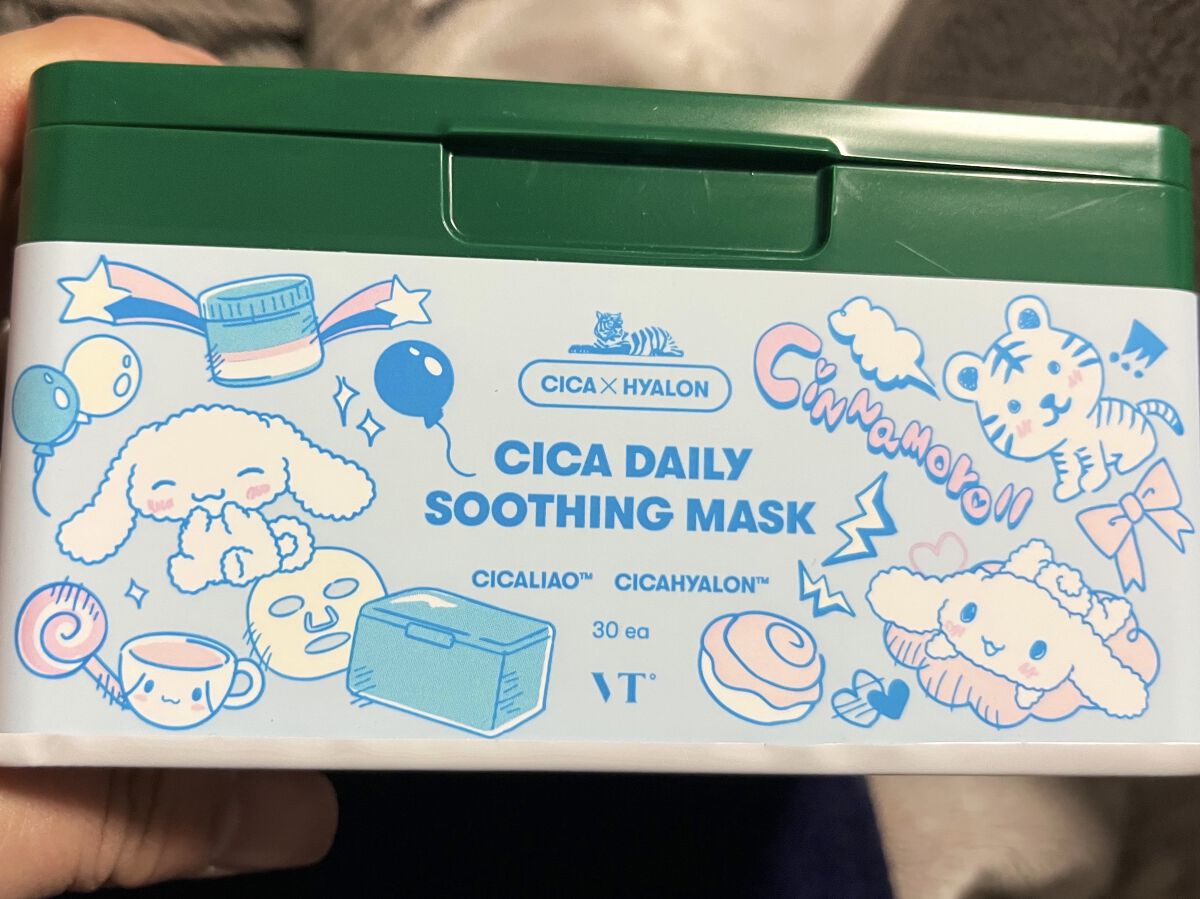 CICA×HYALON
CICA DAILY
SOOTHING MASK
CICALIAO™ CICAHYALON™
30 ea
VT°
Cinnamoroll
!!